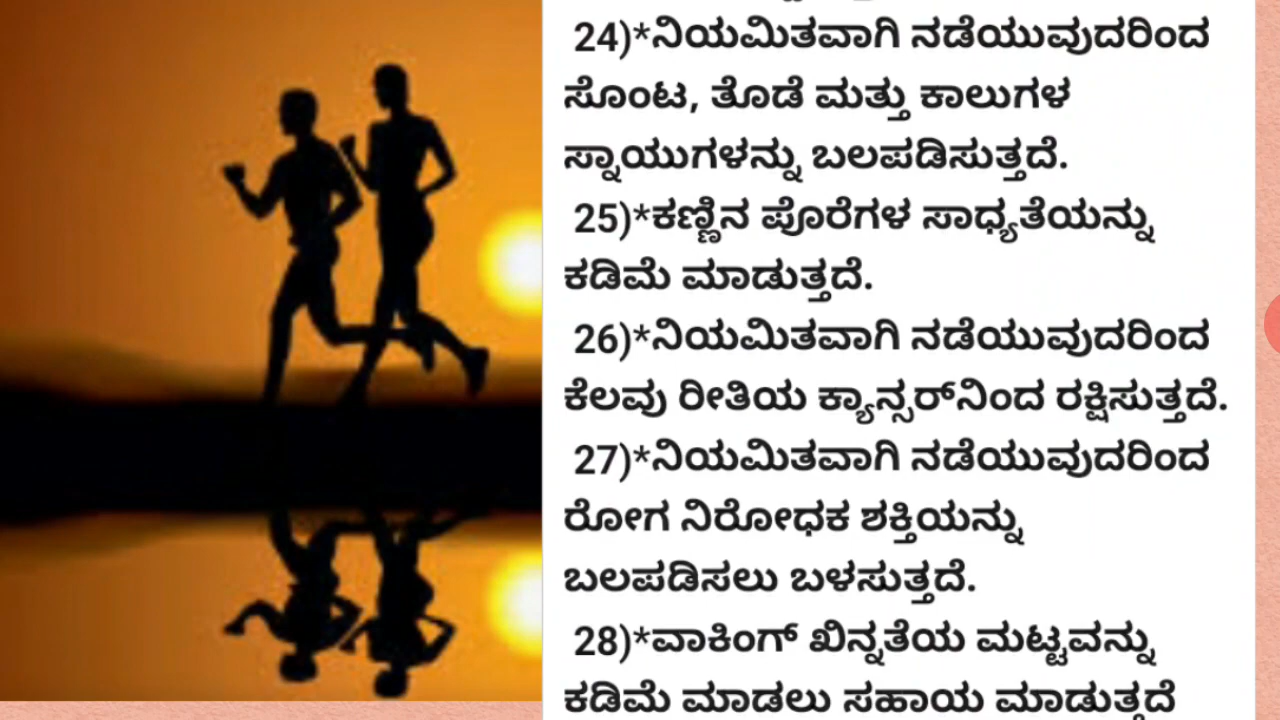 24)*ನಿಯಮಿತವಾಗಿ ನಡೆಯುವುದರಿಂದ
ಸೊಂಟ, ತೊಡೆ ಮತ್ತು ಕಾಲುಗಳ
ಸ್ನಾಯುಗಳನ್ನು ಬಲಪಡಿಸುತ್ತದೆ.
25)*ಕಣ್ಣಿನ ಪೊರೆಗಳ ಸಾಧ್ಯತೆಯನ್ನು
ಕಡಿಮೆ ಮಾಡುತ್ತದೆ.
26)*ನಿಯಮಿತವಾಗಿ ನಡೆಯುವುದರಿಂದ
ಕೆಲವು ರೀತಿಯ ಕ್ಯಾನ್ಸರ್‌ನಿಂದ ರಕ್ಷಿಸುತ್ತದೆ.
27)*ನಿಯಮಿತವಾಗಿ ನಡೆಯುವುದರಿಂದ
ರೋಗ ನಿರೋಧಕ ಶಕ್ತಿಯನ್ನು
ಬಲಪಡಿಸಲು ಬಳಸುತ್ತದೆ.
28)*ವಾಕಿಂಗ್ ಖಿನ್ನತೆಯ ಮಟ್ಟವನ್ನು
ಕಡಿಮೆ ಮಾಡಲು ಸಹಾಯ ಮಾಡುತ್ತದೆ